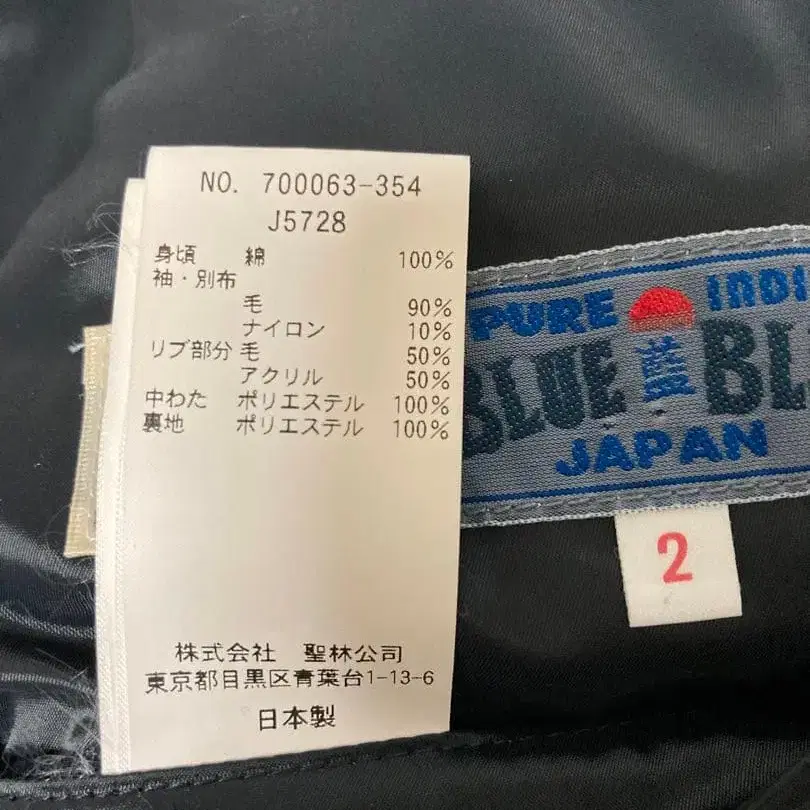 NO. 700063-354
J5728
身頃 綿 100%
袖・別布
毛 90%
ナイロン 10%
リブ部分 毛 50%
アクリル 50%
中わた ポリエステル 100%
裏地 ポリエステル 100%
株式会社 聖林公司
東京都目黒区青葉台1-13-6
日本製
PURE INDI
BLUE 藍 BL
JAPAN
2